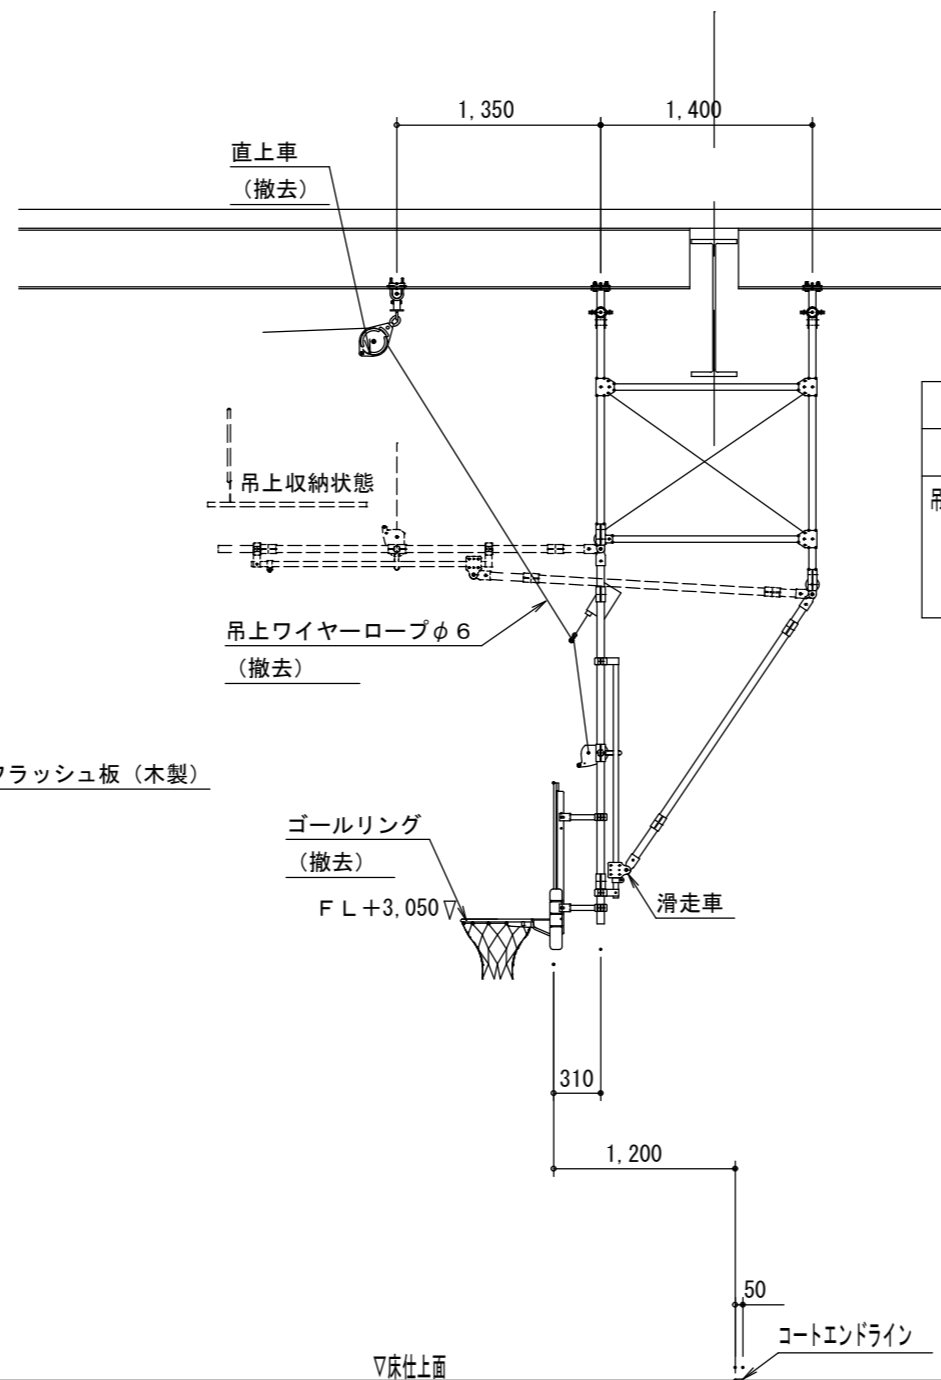 1,350
1,400
直上車
（撤去）
吊上収納状態
吊
吊上ワイヤーロープφ６
（撤去）
フラッシュ板（木製）
ゴールリング
（撤去）
ＦＬ＋3,050▽
滑走車
310
1,200
50
コートエンドライン
▽床仕上面